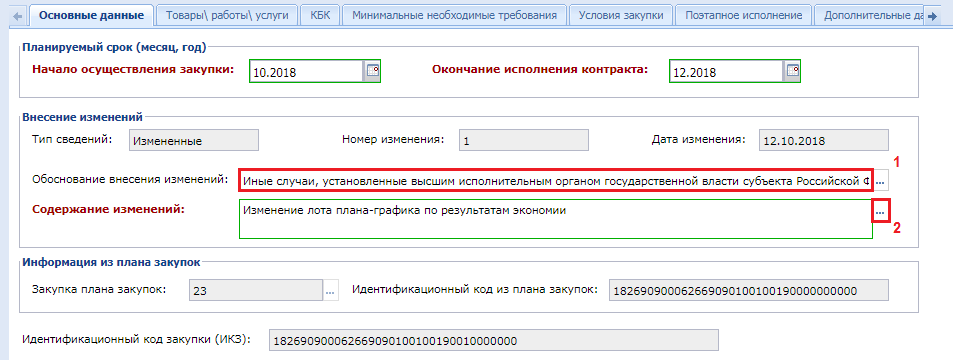 Основные данные Товары\ работы\ услуги КБК Минимальные необходимые требования Условия закупки Поэтапное исполнение Дополнительные да
Планируемый срок (месяц, год)
Начало осуществления закупки: 10.2018 Окончание исполнения контракта: 12.2018
Внесение изменений
Тип сведений: Измененные Номер изменения: 1 Дата изменения: 12.10.2018
1
Обоснование внесения изменений: Иные случаи, установленные высшим исполнительным органом государственной власти субъекта Российской Ф ...
Содержание изменений: Изменение лота плана-графика по результатам экономии ...
2
Информация из плана закупок
Закупка плана закупок: 23 ... Идентификационный код из плана закупок: 182690900062669090100100190000000000
Идентификационный код закупки (ИКЗ): 182690900062669090100100190010000000